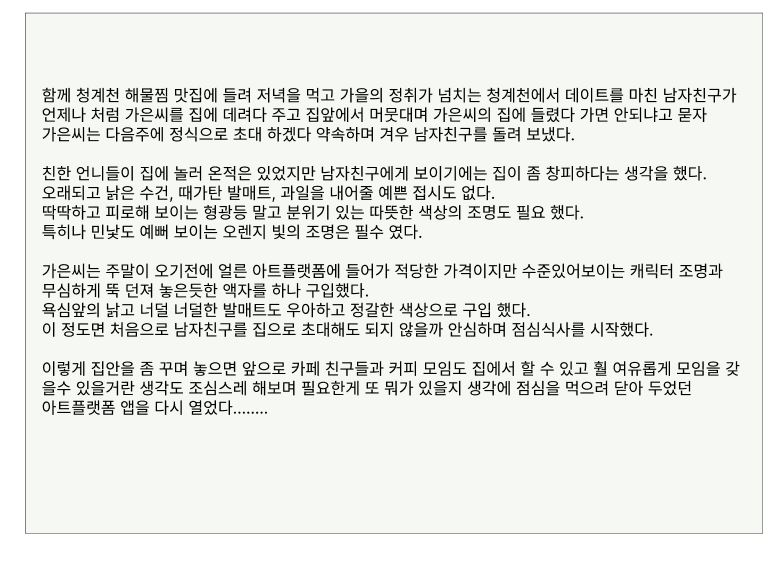 함께 청계천 해물찜 맛집에 들려 저녁을 먹고 가을의 정취가 넘치는 청계천에서 데이트를 마친 남자친구가
언제나 처럼 가은씨를 집에 데려다 주고 집앞에서 머뭇대며 가은씨의 집에 들렸다 가면 안되냐고 묻자
가은씨는 다음주에 정식으로 초대 하겠다 약속하며 겨우 남자친구를 돌려 보냈다.
친한 언니들이 집에 놀러 온적은 있었지만 남자친구에게 보이기에는 집이 좀 창피하다는 생각을 했다.
오래되고 낡은 수건, 때가탄 발매트, 과일을 내어줄 예쁜 접시도 없다.
딱딱하고 피로해 보이는 형광등 말고 분위기 있는 따뜻한 색상의 조명도 필요 했다.
특히나 민낯도 예뻐 보이는 오렌지 빛의 조명은 필수 였다.
가은씨는 주말이 오기전에 얼른 아트플랫폼에 들어가 적당한 가격이지만 수준있어보이는 캐릭터 조명과
무심하게 뚝 던져 놓은듯한 액자를 하나 구입했다.
욕심앞의 낡고 너덜 너덜한 발매트도 우아하고 정갈한 색상으로 구입 했다.
이 정도면 처음으로 남자친구를 집으로 초대해도 되지 않을까 안심하며 점심식사를 시작했다.
이렇게 집안을 좀 꾸며 놓으면 앞으로 카페 친구들과 커피 모임도 집에서 할 수 있고 훨 여유롭게 모임을 갖
을수 있을거란 생각도 조심스레 해보며 필요한게 또 뭐가 있을지 생각에 점심을 먹으려 닫아 두었던
아트플랫폼 앱을 다시 열었다........